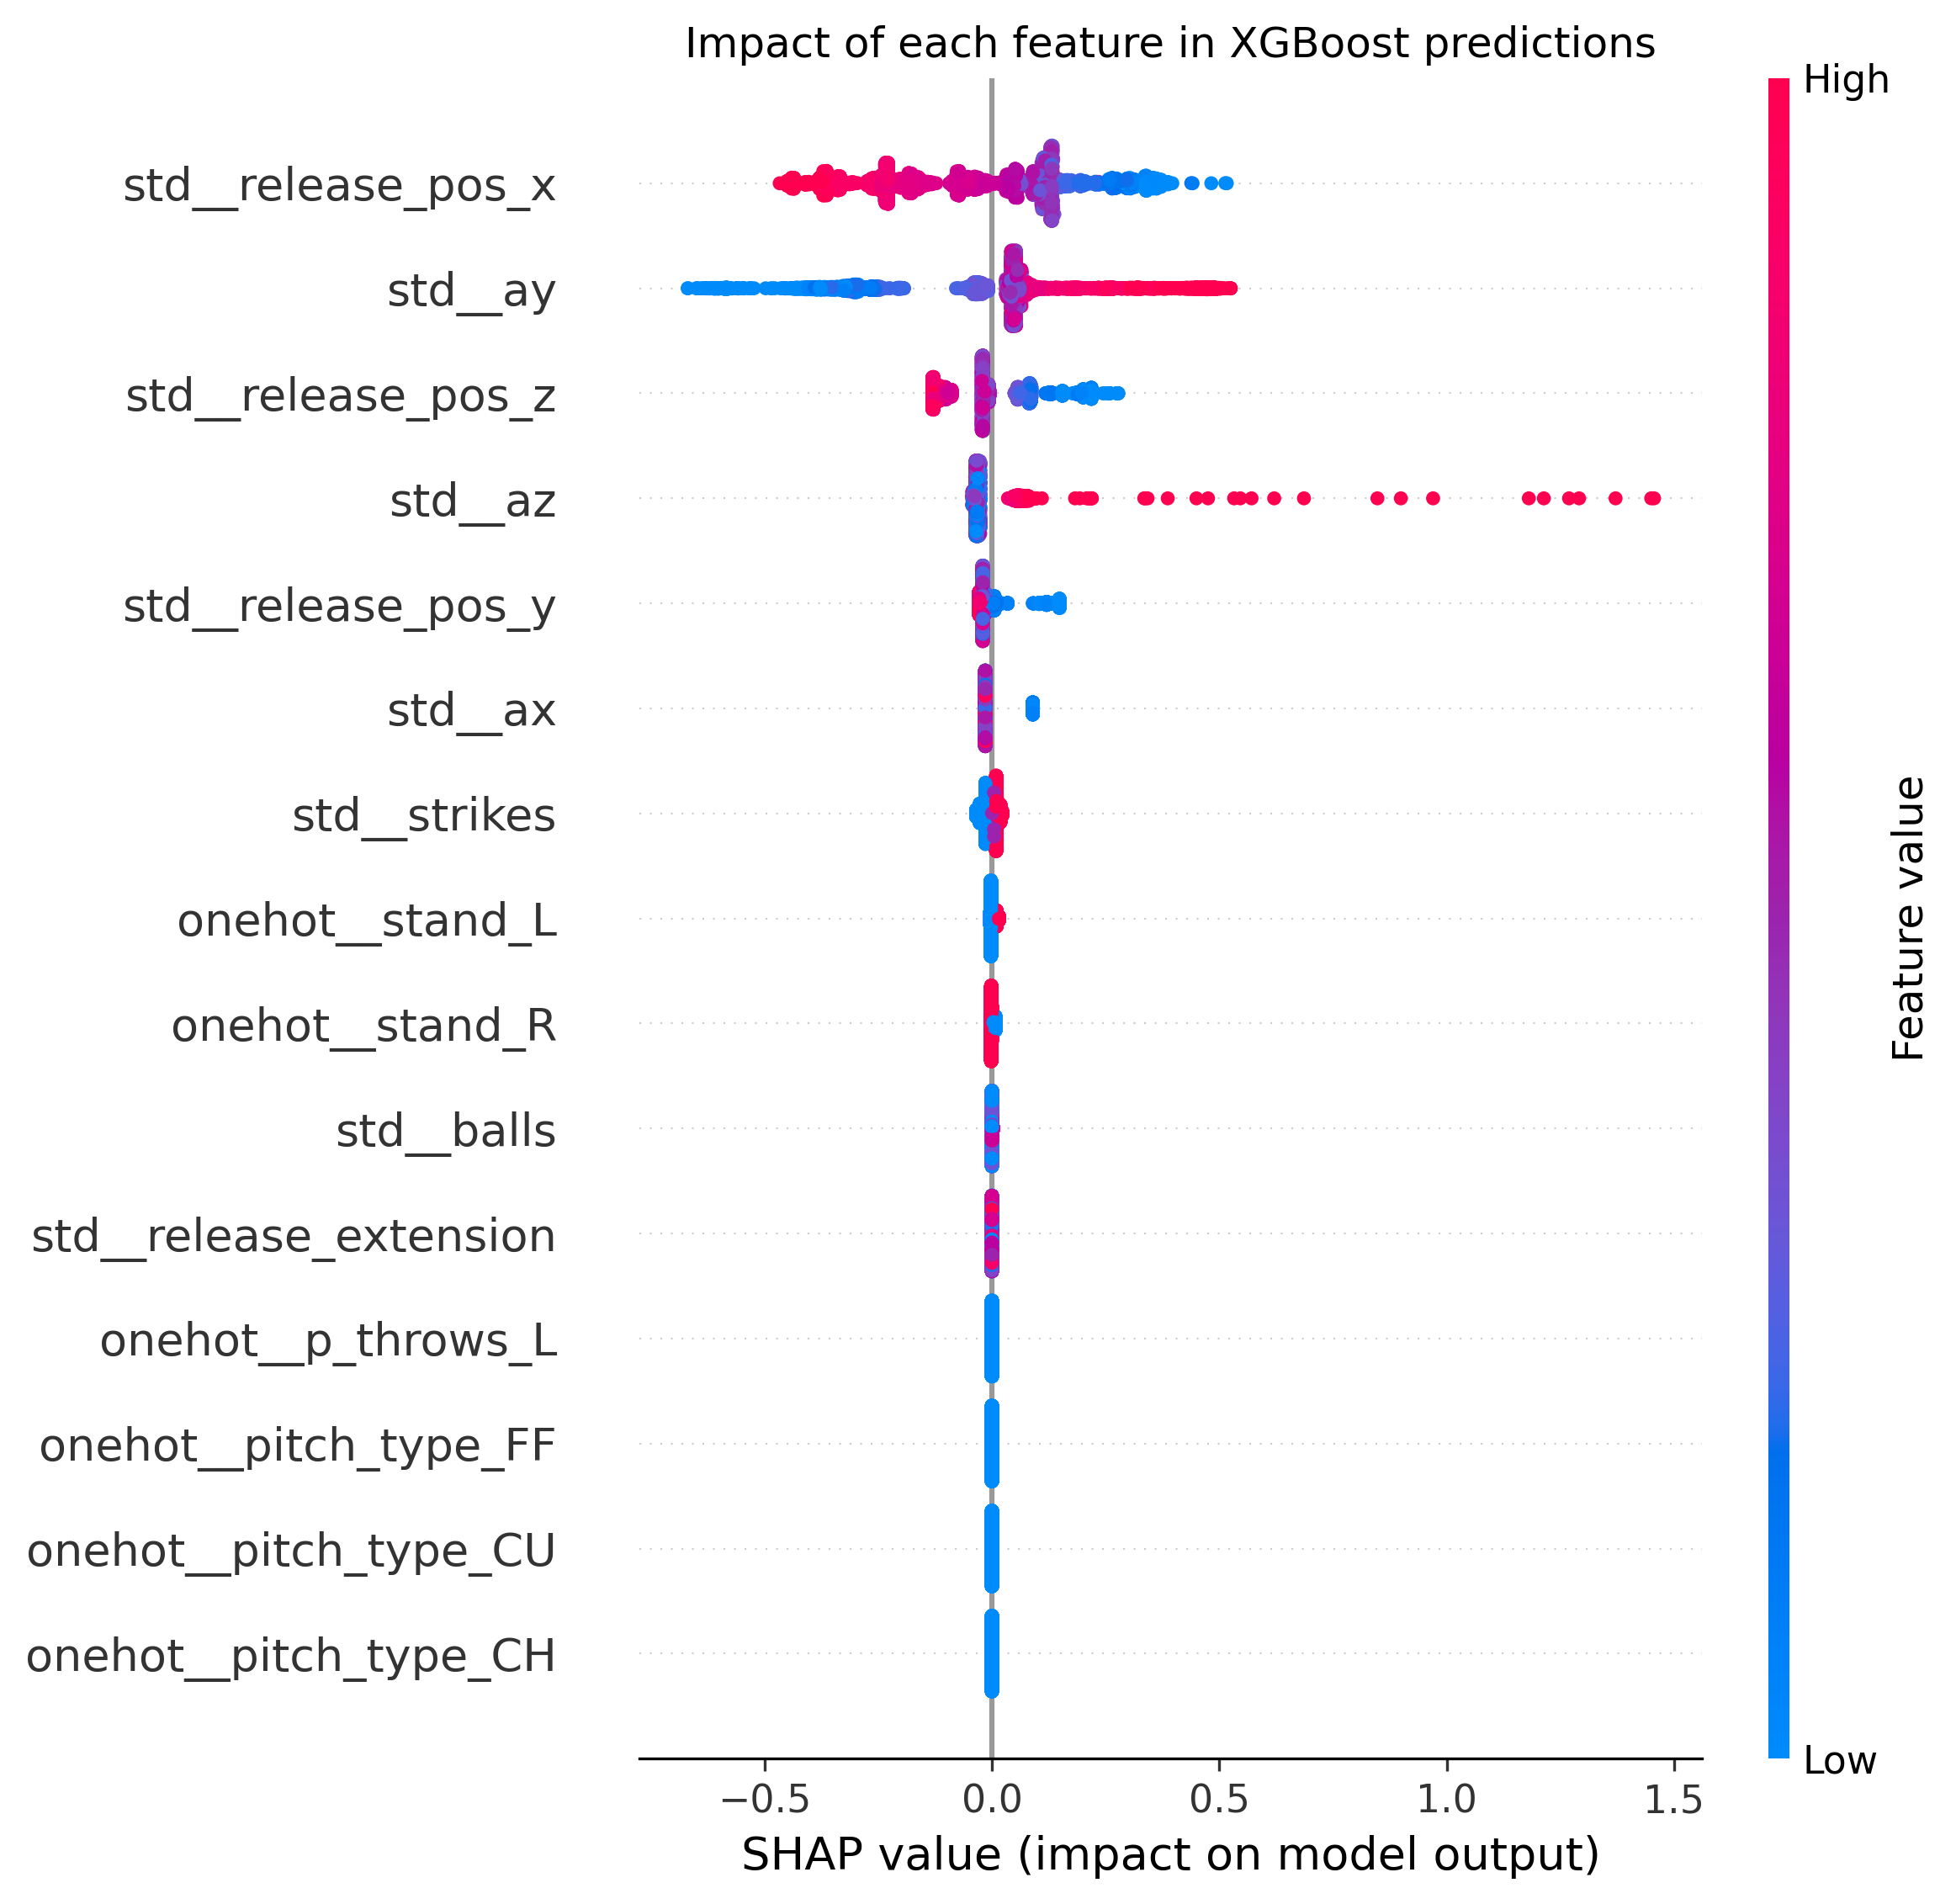 Impact of each feature in XGBoost predictions
High
std__release_pos_x
std__ay
std__release_pos_z
std__az
std__release_pos_y
std__ax
std__strikes
onehot__stand_L
onehot__stand_R
std__balls
std__release_extension
onehot__p_throws_L
onehot__pitch_type_FF
onehot__pitch_type_CU
onehot__pitch_type_CH
Feature value
Low
−0.5 0.0 0.5 1.0 1.5
SHAP value (impact on model output)